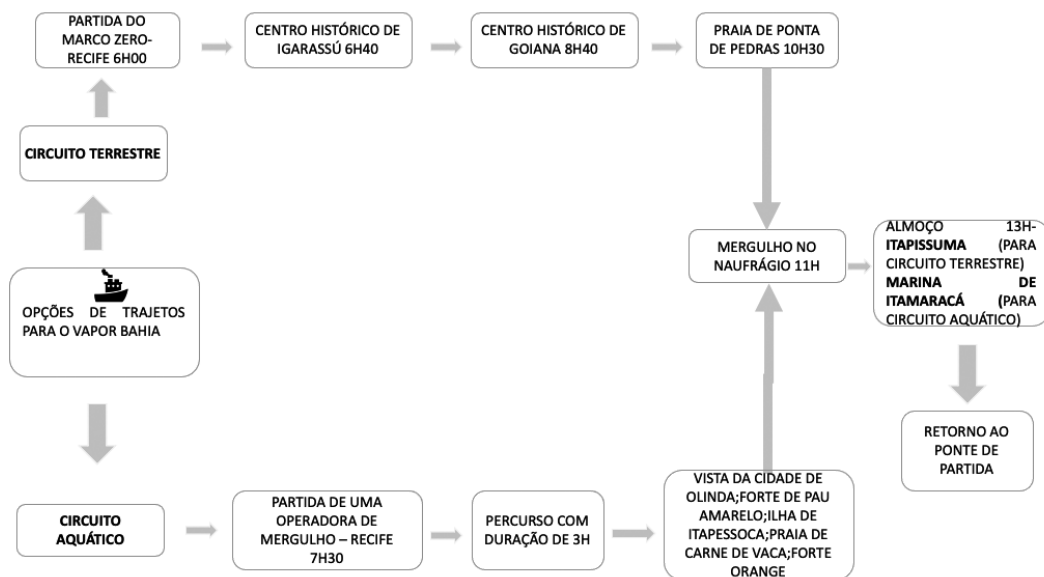 PARTIDA DO
MARCO ZERO-
RECIFE 6H00
CENTRO HISTÓRICO DE
IGARASSÚ 6H40
CENTRO HISTÓRICO DE
GOIANA 8H40
PRAIA DE PONTA
DE PEDRAS 10H30
CIRCUITO TERRESTRE
OPÇÕES DE TRAJETOS
PARA O VAPOR BAHIA
MERGULHO NO
NAUFRÁGIO 11H
ALMOÇO 13H-
ITAPISSUMA (PARA
CIRCUITO TERRESTRE)
MARINA DE
ITAMARACÁ (PARA
CIRCUITO AQUÁTICO)
RETORNO AO
PONTE DE
PARTIDA
CIRCUITO
AQUÁTICO
PARTIDA DE UMA
OPERADORA DE
MERGULHO – RECIFE
7H30
PERCURSO COM
DURAÇÃO DE 3H
VISTA DA CIDADE DE
OLINDA;FORTE DE PAU
AMARELO;ILHA DE
ITAPESSOCA;PRAIA DE
CARNE DE VACA;FORTE
ORANGE